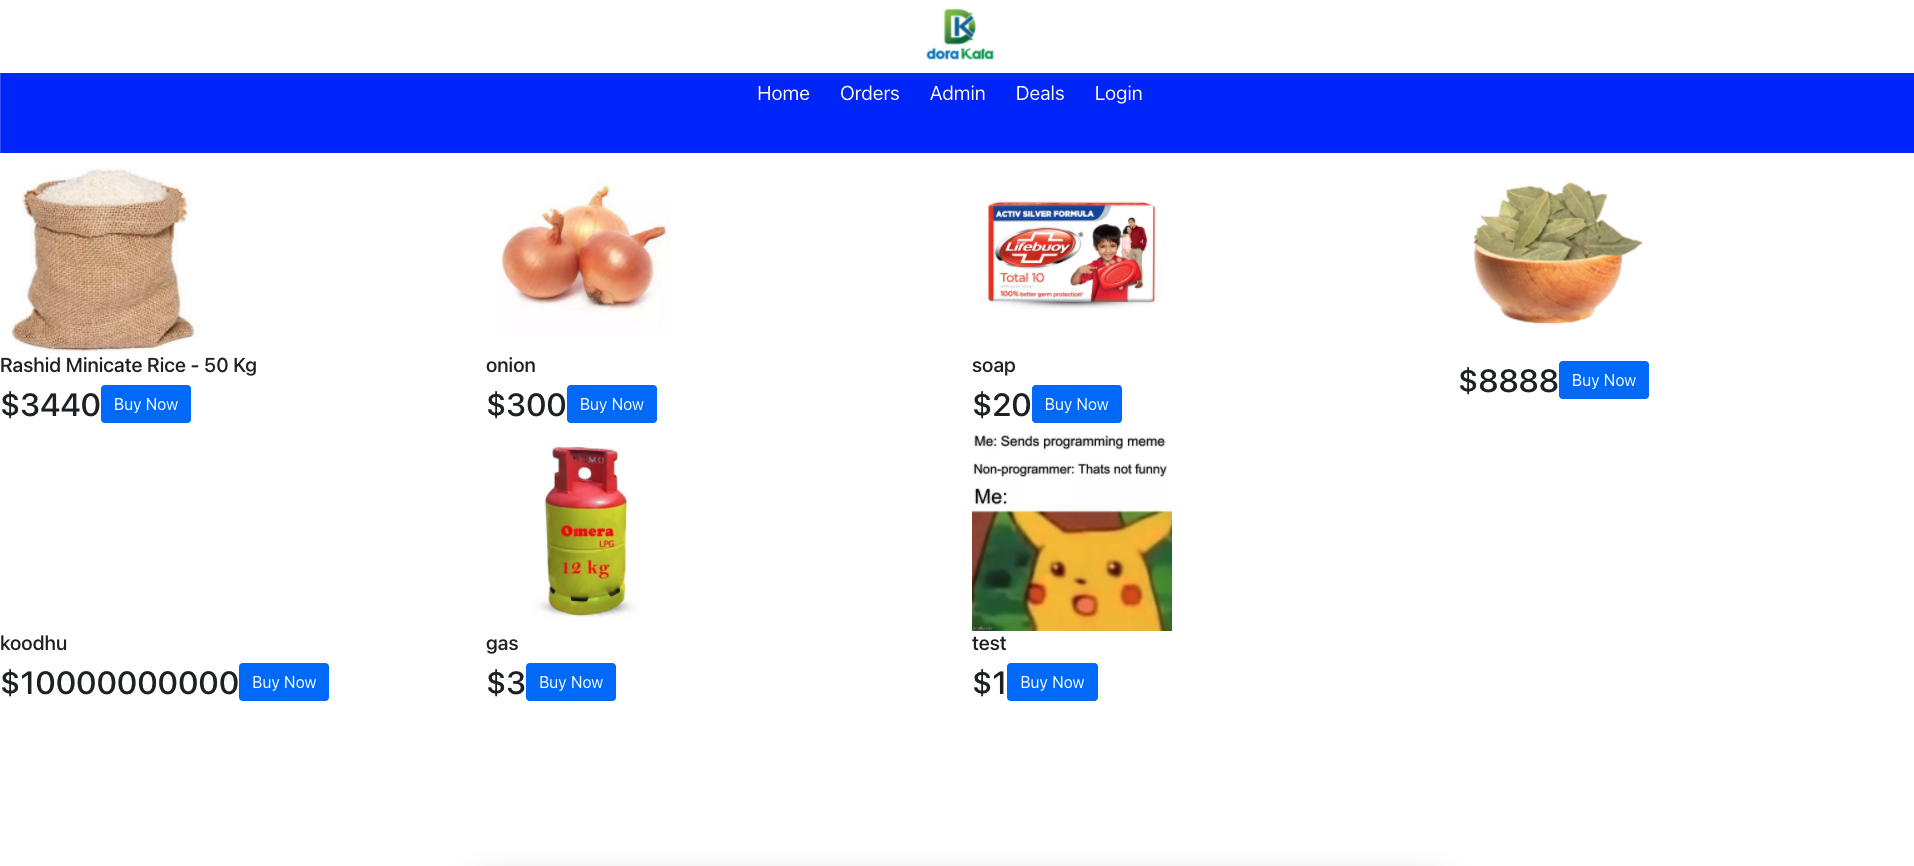 dora Kala
Home Orders Admin Deals Login
ACTIV SILVER FORMULA
Lifebuoy
Total 10
100% better germ protection*
Rashid Minicate Rice - 50 Kg
onion
soap
$3440 Buy Now
$300 Buy Now
$20 Buy Now
$8888 Buy Now
Omera
LPG
12 kg
Me: Sends programming meme
Non-programmer: Thats not funny
Me:
koodhu
gas
test
$10000000000 Buy Now
$3 Buy Now
$1 Buy Now